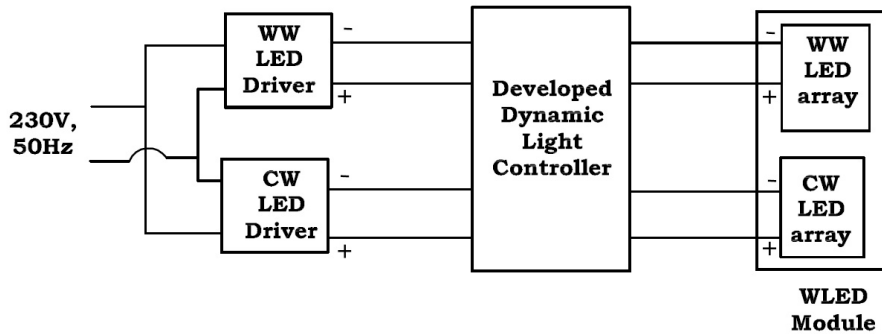 WW
LED
Driver
-
+
230V,
50Hz
CW
LED
Driver
-
+
Developed
Dynamic
Light
Controller
-
+
WW
LED
array
-
+
CW
LED
array
WLED
Module